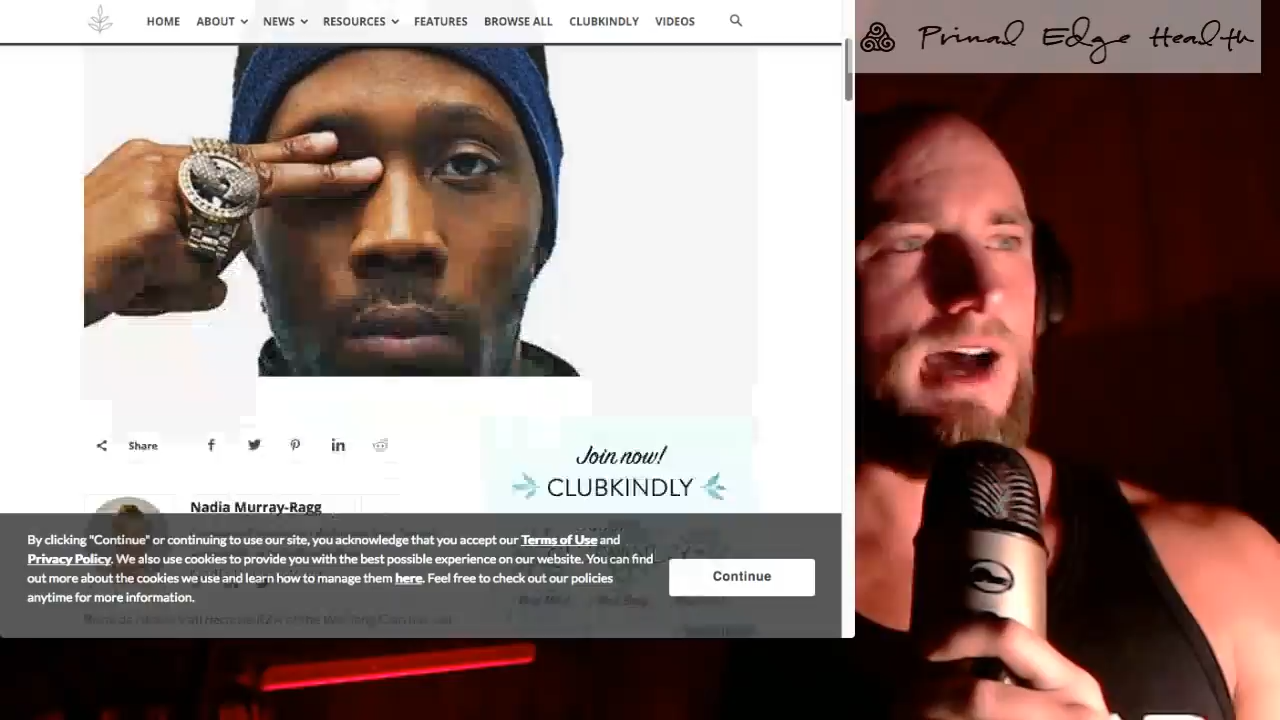 HOME ABOUT NEWS RESOURCES FEATURES BROWSE ALL CLUBKINDLY VIDEOS
Primal Edge Health
Share
Join now!
CLUBKINDLY
Nadia Murray-Ragg
By clicking "Continue" or continuing to use our site, you acknowledge that you accept our Terms of Use and
Privacy Policy. We also use cookies to provide you with the best possible experience on our website. You can find
out more about the cookies we use and learn how to manage them here. Feel free to check out our policies
anytime for more information.
Continue